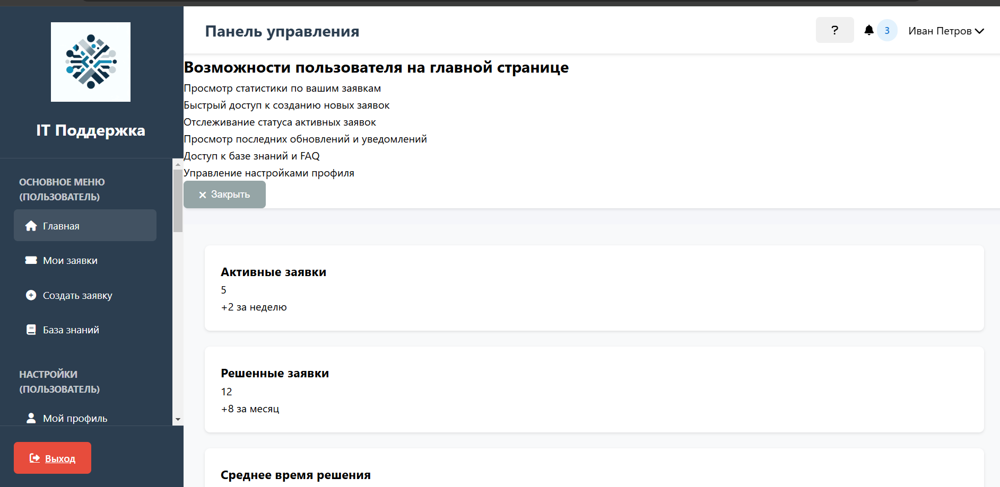 IT Поддержка
ОСНОВНОЕ МЕНЮ
(ПОЛЬЗОВАТЕЛЬ)
Главная
Мои заявки
Создать заявку
База знаний
НАСТРОЙКИ
(ПОЛЬЗОВАТЕЛЬ)
Мой профиль
Выход
Панель управления
?
3
Иван Петров
Возможности пользователя на главной странице
Просмотр статистики по вашим заявкам
Быстрый доступ к созданию новых заявок
Отслеживание статуса активных заявок
Просмотр последних обновлений и уведомлений
Доступ к базе знаний и FAQ
Управление настройками профиля
Закрыть
Активные заявки
5
+2 за неделю
Решенные заявки
12
+8 за месяц
Среднее время решения